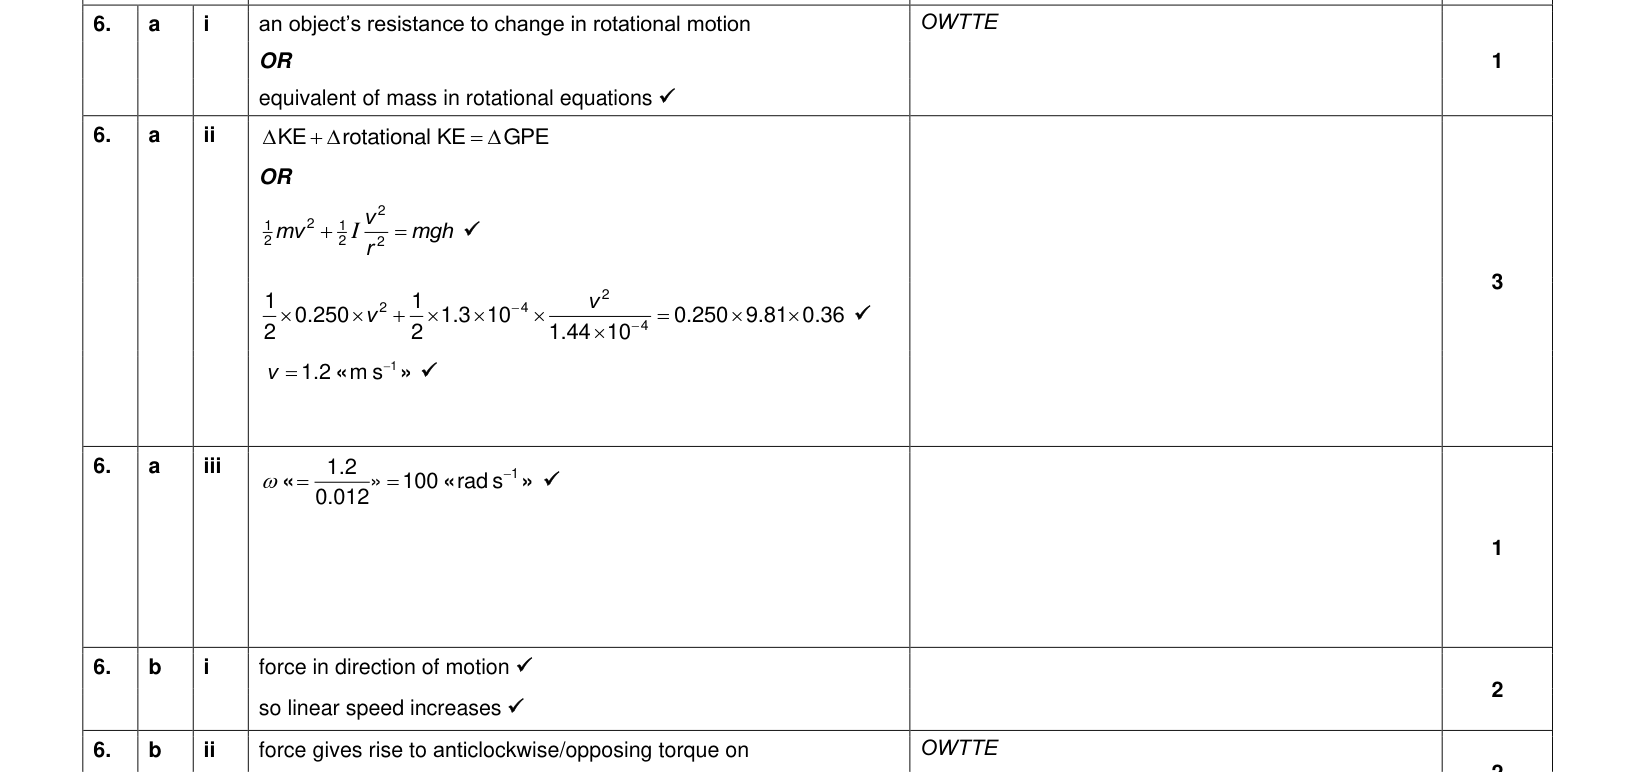 6. a i an object’s resistance to change in rotational motion OWTTE
OR
1
equivalent of mass in rotational equations ✓
6. a ii ΔKE + Δrotational KE = ΔGPE
OR
½mv² + ½I v²/r² = mgh ✓
3
1/2 × 0.250 × v² + 1/2 × 1.3 × 10⁻⁴ × v²/(1.44 × 10⁻⁴) = 0.250 × 9.81 × 0.36 ✓
v = 1.2 «m s⁻¹» ✓
6. a iii ω «= 1.2/0.012» = 100 «rad s⁻¹» ✓
1
6. b i force in direction of motion ✓
2
so linear speed increases ✓
6. b ii force gives rise to anticlockwise/opposing torque on OWTTE